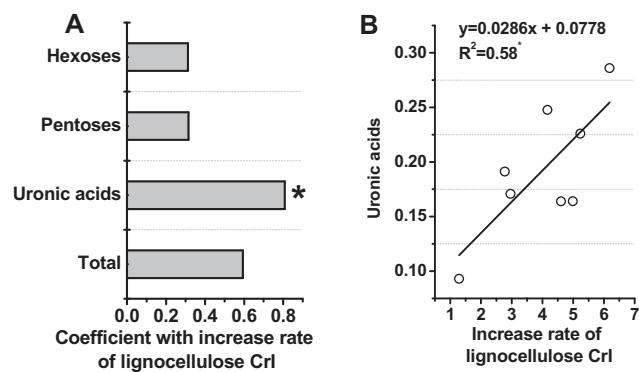 A
Hexoses
Pentoses
Uronic acids
*
Total
0.0 0.2 0.4 0.6 0.8
Coefficient with increase rate
of lignocellulose CrI
B
y=0.0286x + 0.0778
R²=0.58*
0.30
0.25
0.20
0.15
0.10
Uronic acids
1 2 3 4 5 6 7
Increase rate of
lignocellulose CrI